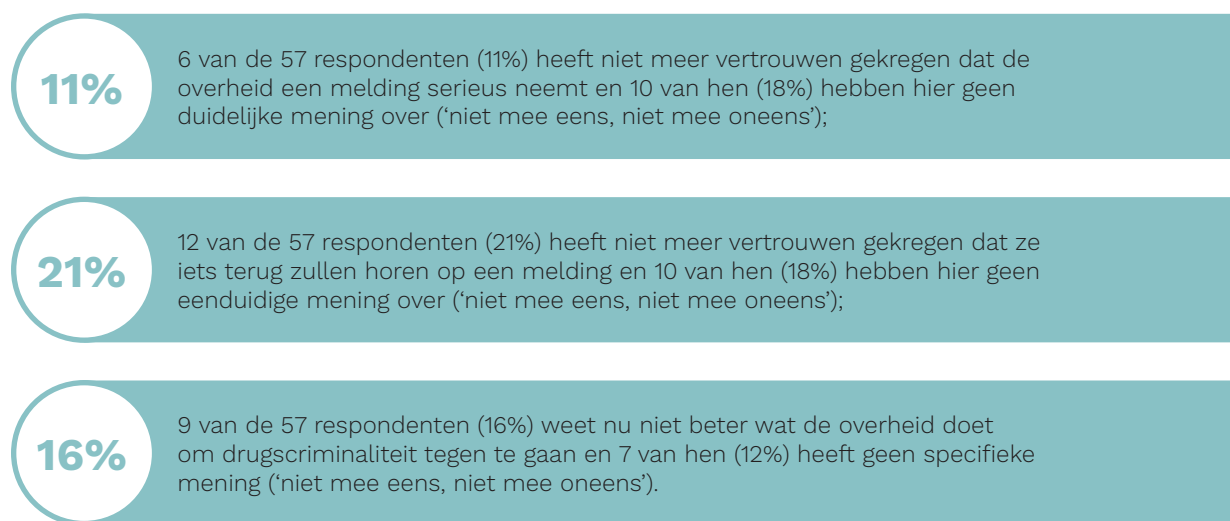 11%
6 van de 57 respondenten (11%) heeft niet meer vertrouwen gekregen dat de
overheid een melding serieus neemt en 10 van hen (18%) hebben hier geen
duidelijke mening over (‘niet mee eens, niet mee oneens’);
21%
12 van de 57 respondenten (21%) heeft niet meer vertrouwen gekregen dat ze
iets terug zullen horen op een melding en 10 van hen (18%) hebben hier geen
eenduidige mening over (‘niet mee eens, niet mee oneens’);
16%
9 van de 57 respondenten (16%) weet nu niet beter wat de overheid doet
om drugscriminaliteit tegen te gaan en 7 van hen (12%) heeft geen specifieke
mening (‘niet mee eens, niet mee oneens’).